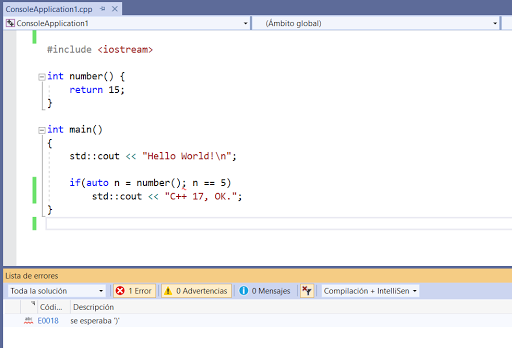 ConsoleApplication1.cpp
ConsoleApplication1 (Ámbito global)
#include <iostream>
int number() {
return 15;
}
int main()
{
std::cout << "Hello World!\n";
if(auto n = number(); n == 5)
std::cout << "C++ 17, OK.";
}
Lista de errores
Toda la solución 1 Error 0 Advertencias 0 Mensajes Compilación + IntelliSen
Códi... Descripción
E0018 se esperaba ')'